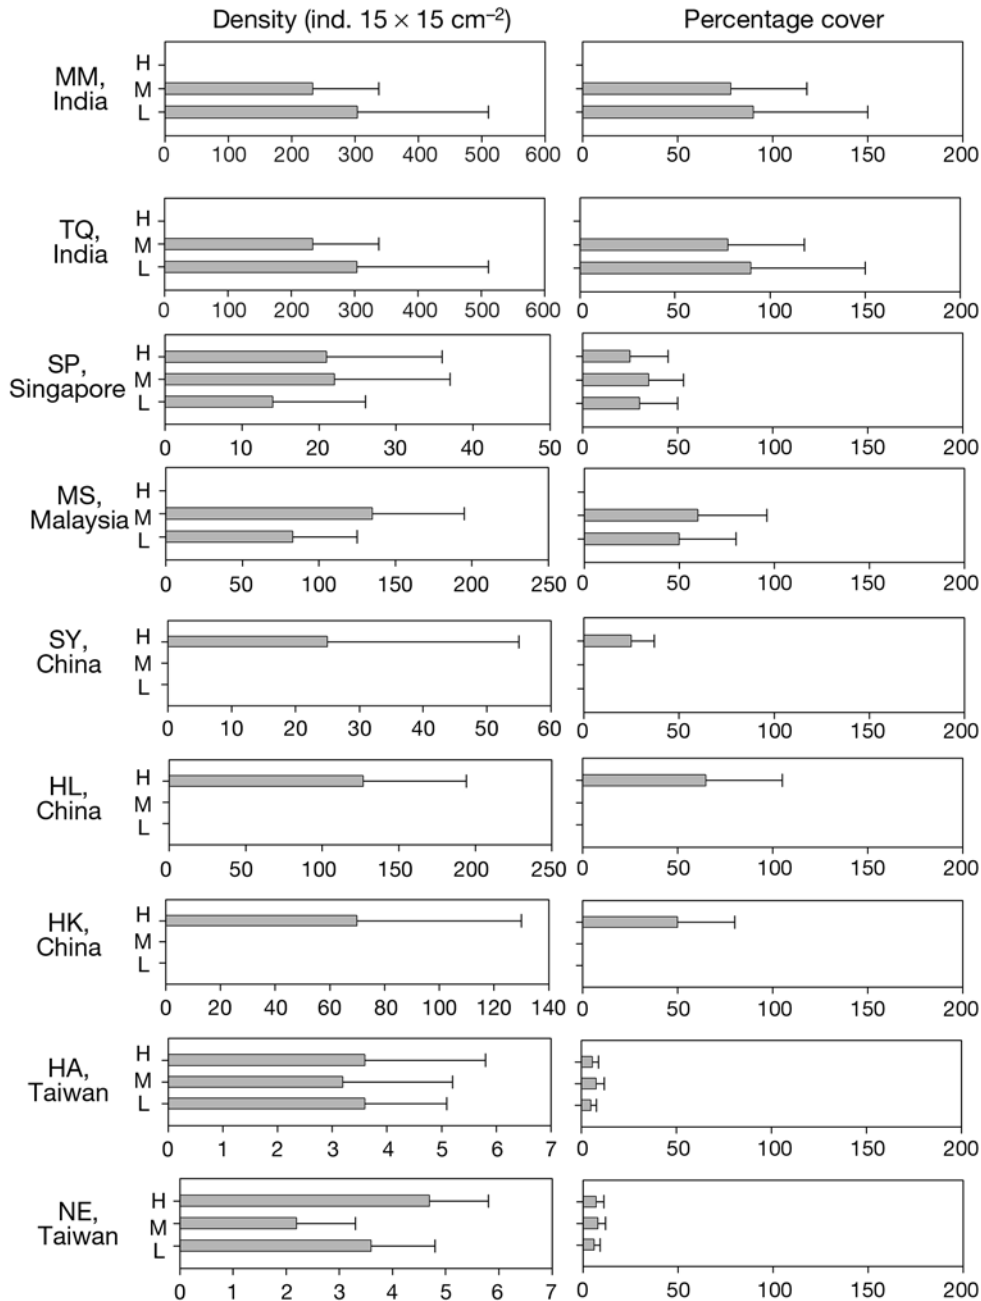 Density (ind. 15 × 15 cm⁻²) Percentage cover
MM,
India
H
M
L
0 100 200 300 400 500 600
0 50 100 150 200
TQ,
India
H
M
L
0 100 200 300 400 500 600
0 50 100 150 200
SP,
Singapore
H
M
L
0 10 20 30 40 50
0 50 100 150 200
MS,
Malaysia
H
M
L
0 50 100 150 200 250
0 50 100 150 200
SY,
China
H
M
L
0 10 20 30 40 50 60
0 50 100 150 200
HL,
China
H
M
L
0 50 100 150 200 250
0 50 100 150 200
HK,
China
H
M
L
0 20 40 60 80 100 120 140
0 50 100 150 200
HA,
Taiwan
H
M
L
0 1 2 3 4 5 6 7
0 50 100 150 200
NE,
Taiwan
H
M
L
0 1 2 3 4 5 6 7
0 50 100 150 200